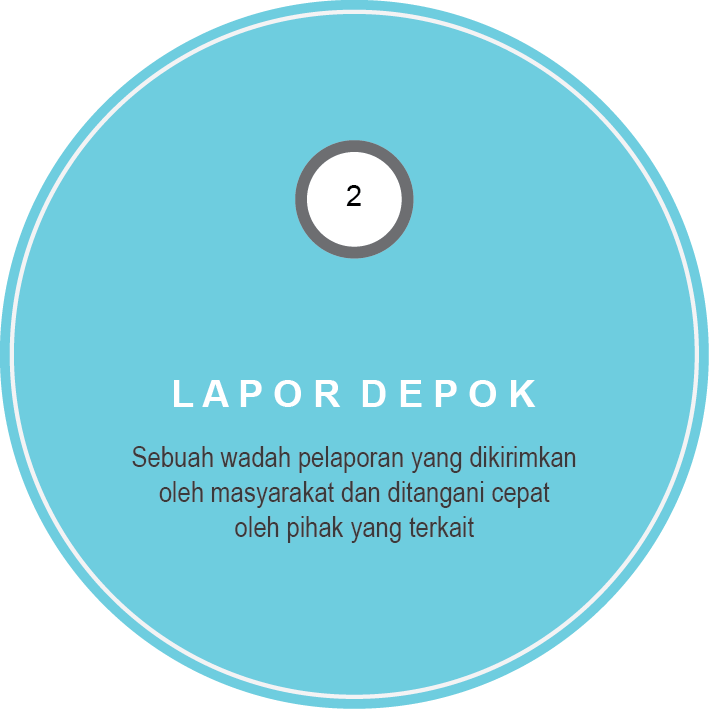 2
LAPOR DEPOK
Sebuah wadah pelaporan yang dikirimkan
oleh masyarakat dan ditangani cepat
oleh pihak yang terkait